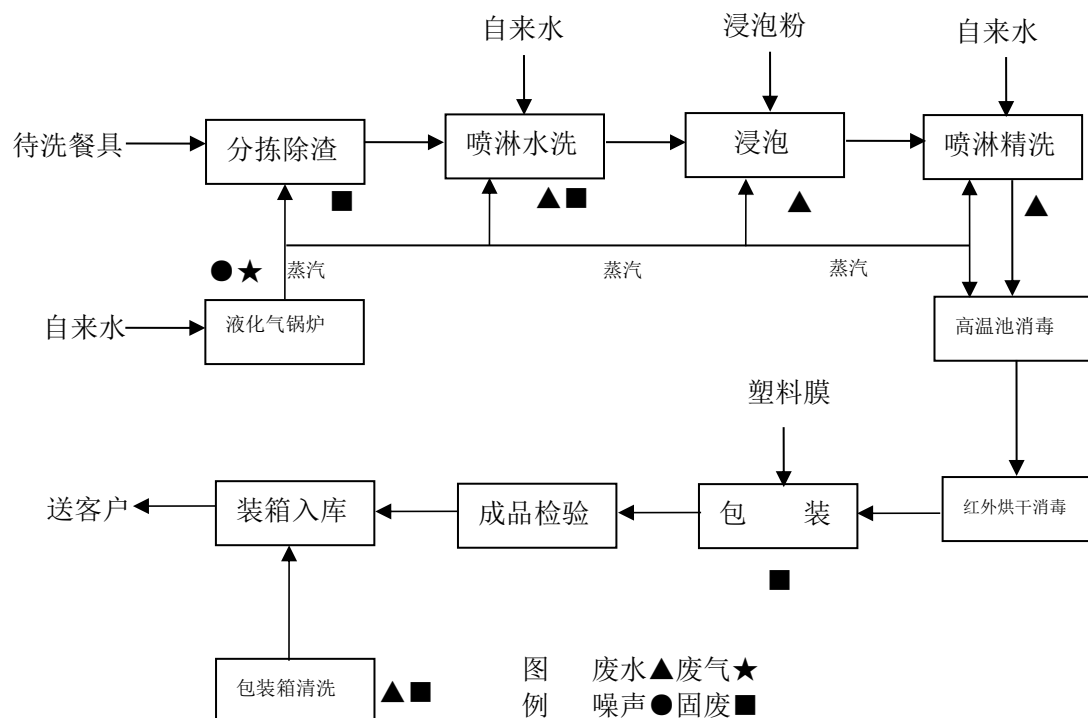 自来水
浸泡粉
自来水
待洗餐具
分拣除渣
喷淋水洗
浸泡
喷淋精洗
■
▲■
▲
▲
●★
蒸汽
蒸汽
蒸汽
自来水
液化气锅炉
高温池消毒
塑料膜
送客户
装箱入库
成品检验
包 装
红外烘干消毒
■
包装箱清洗
▲■
图 废水▲废气★
例 噪声●固废■